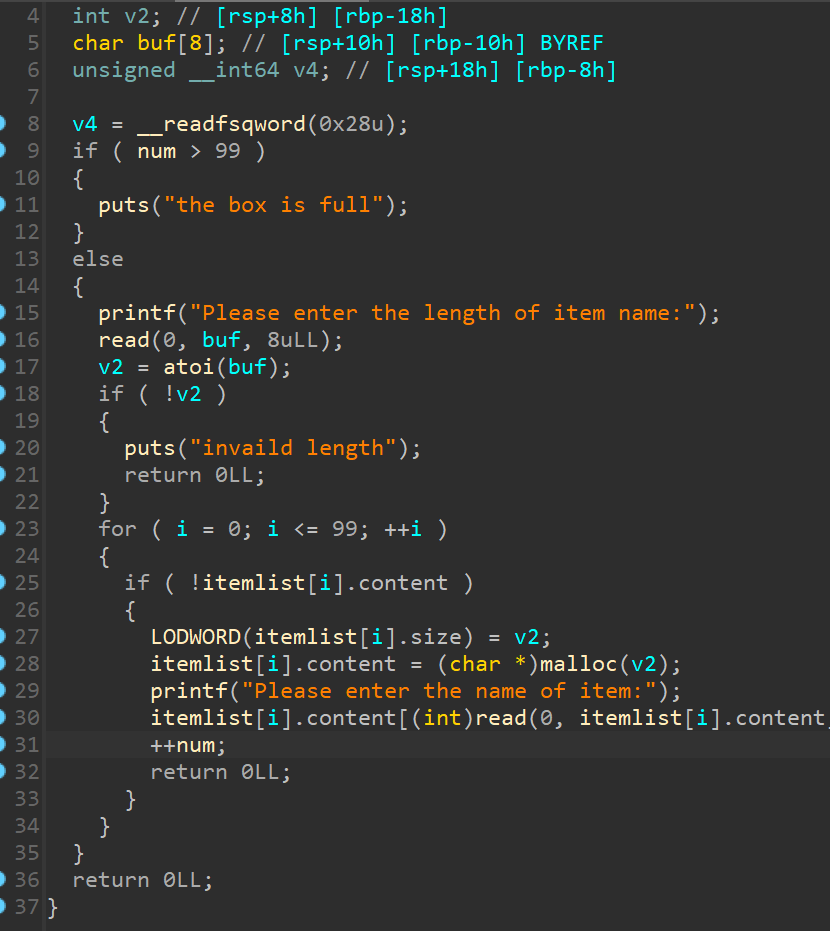 4 int v2; // [rsp+8h] [rbp-18h]
5 char buf[8]; // [rsp+10h] [rbp-10h] BYREF
6 unsigned __int64 v4; // [rsp+18h] [rbp-8h]
7
8 v4 = __readfsqword(0x28u);
9 if ( num > 99 )
10 {
11 puts("the box is full");
12 }
13 else
14 {
15 printf("Please enter the length of item name:");
16 read(0, buf, 8uLL);
17 v2 = atoi(buf);
18 if ( !v2 )
19 {
20 puts("invaild length");
21 return 0LL;
22 }
23 for ( i = 0; i <= 99; ++i )
24 {
25 if ( !itemlist[i].content )
26 {
27 LODWORD(itemlist[i].size) = v2;
28 itemlist[i].content = (char *)malloc(v2);
29 printf("Please enter the name of item:");
30 itemlist[i].content[(int)read(0, itemlist[i].content,
31 ++num;
32 return 0LL;
33 }
34 }
35 }
36 return 0LL;
37 }